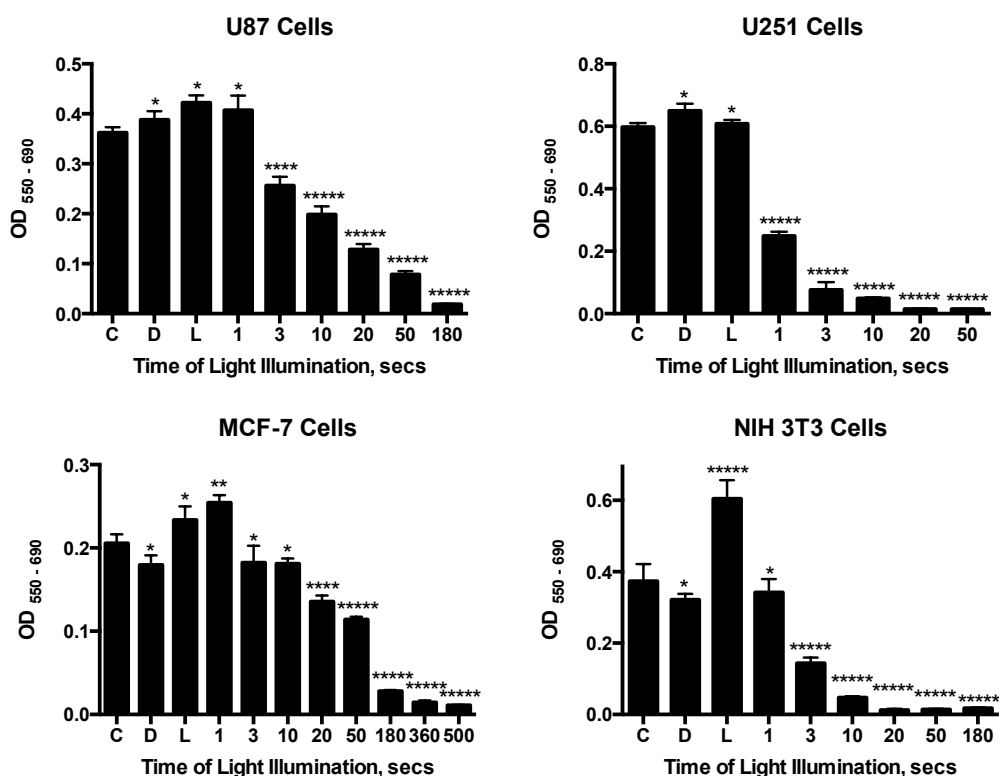 U87 Cells
0.5
0.4
0.3
0.2
0.1
0.0
OD 550 - 690
* * * **** ***** ***** ***** *****
C D L 1 3 10 20 50 180
Time of Light Illumination, secs
U251 Cells
0.8
0.6
0.4
0.2
0.0
OD 550 - 690
* * ***** ***** ***** ***** *****
C D L 1 3 10 20 50
Time of Light Illumination, secs
MCF-7 Cells
0.3
0.2
0.1
0.0
OD 550 - 690
* * ** * * **** ***** ***** ***** *****
C D L 1 3 10 20 50 180 360 500
Time of Light Illumination, secs
NIH 3T3 Cells
0.6
0.4
0.2
0.0
OD 550 - 690
* ***** * ***** ***** ***** ***** *****
C D L 1 3 10 20 50 180
Time of Light Illumination, secs